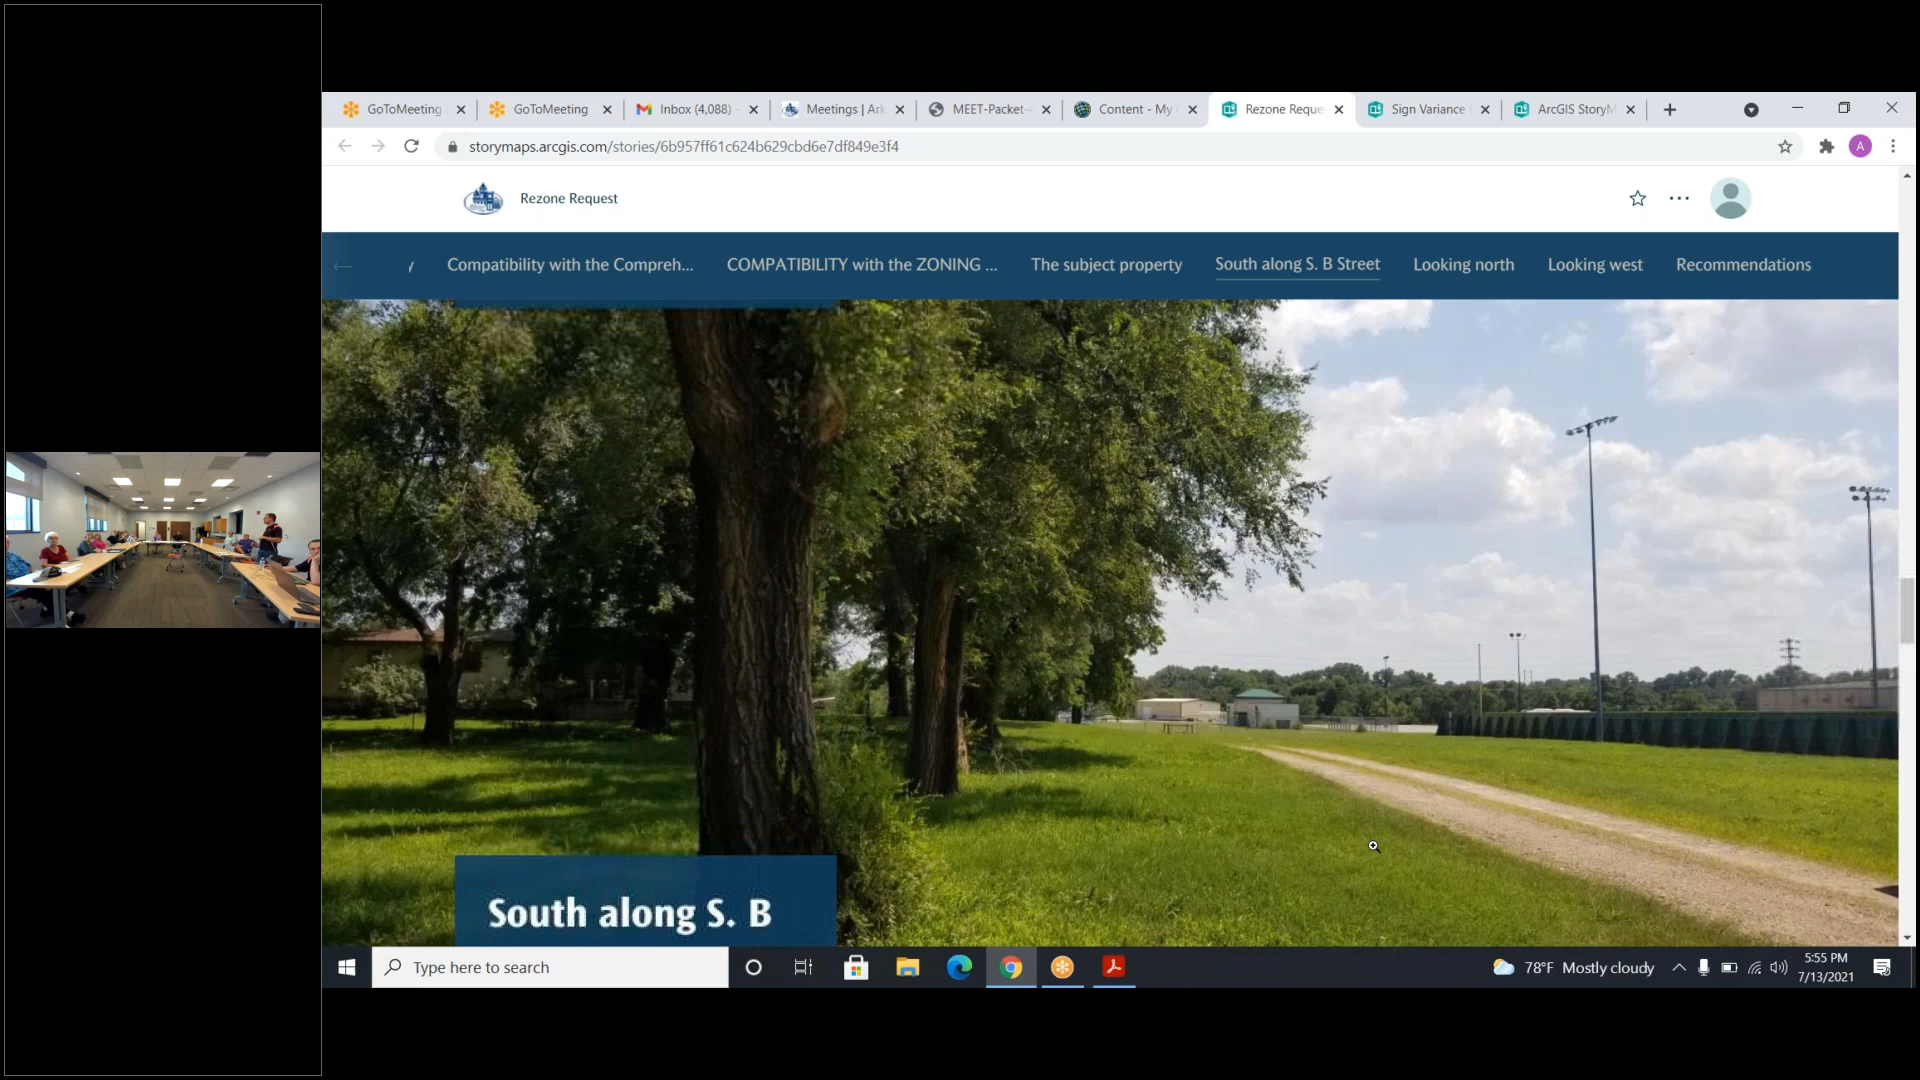 GoToMeeting
GoToMeeting
Inbox (4,088)
Meetings | Ark
MEET-Packet-
Content - My
Rezone Reque
Sign Variance
ArcGIS StoryM
storymaps.arcgis.com/stories/6b957ff61c624b629cbd6e7df849e3f4
A
Rezone Request
y
Compatibility with the Compreh...
COMPATIBILITY with the ZONING ...
The subject property
South along S. B Street
Looking north
Looking west
Recommendations
South along S. B
Type here to search
78°F Mostly cloudy
5:55 PM
7/13/2021